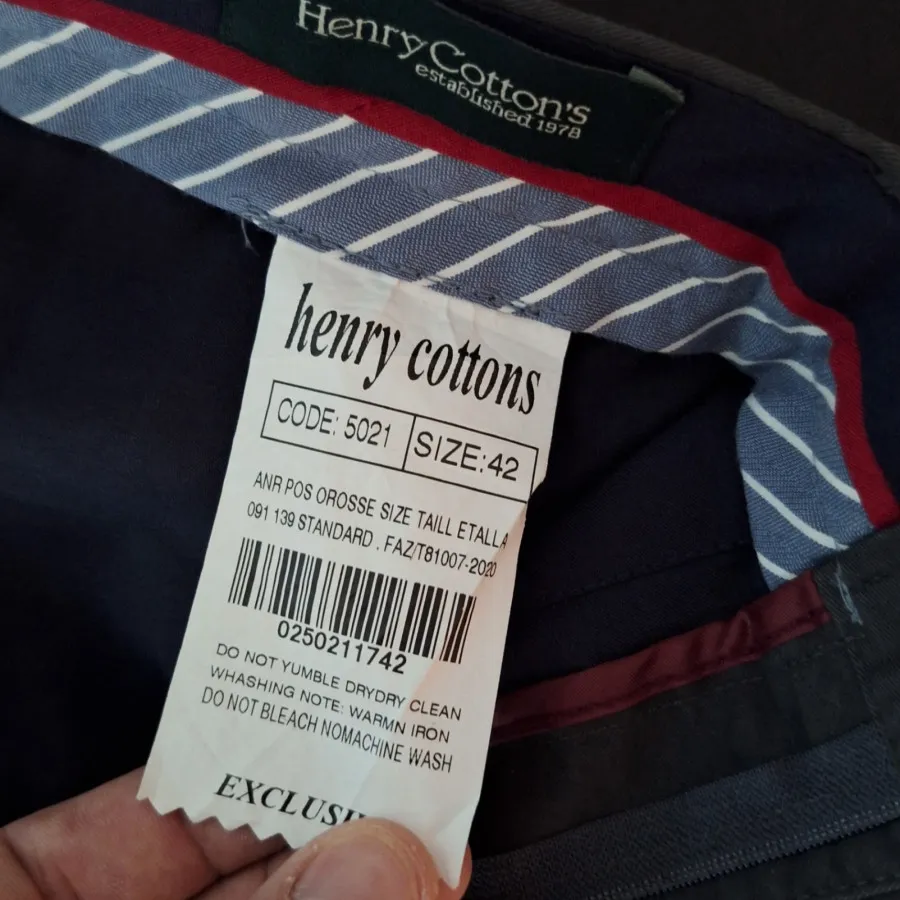 Henry Cotton's
established 1978
henry cottons
CODE: 5021 SIZE:42
ANR POS OROSSE SIZE TAILL ETALLA
091 139 STANDARD . FAZ/T81007-2020
0250211742
DO NOT YUMBLE DRYDRY CLEAN
WHASHING NOTE: WARMN IRON
DO NOT BLEACH NOMACHINE WASH